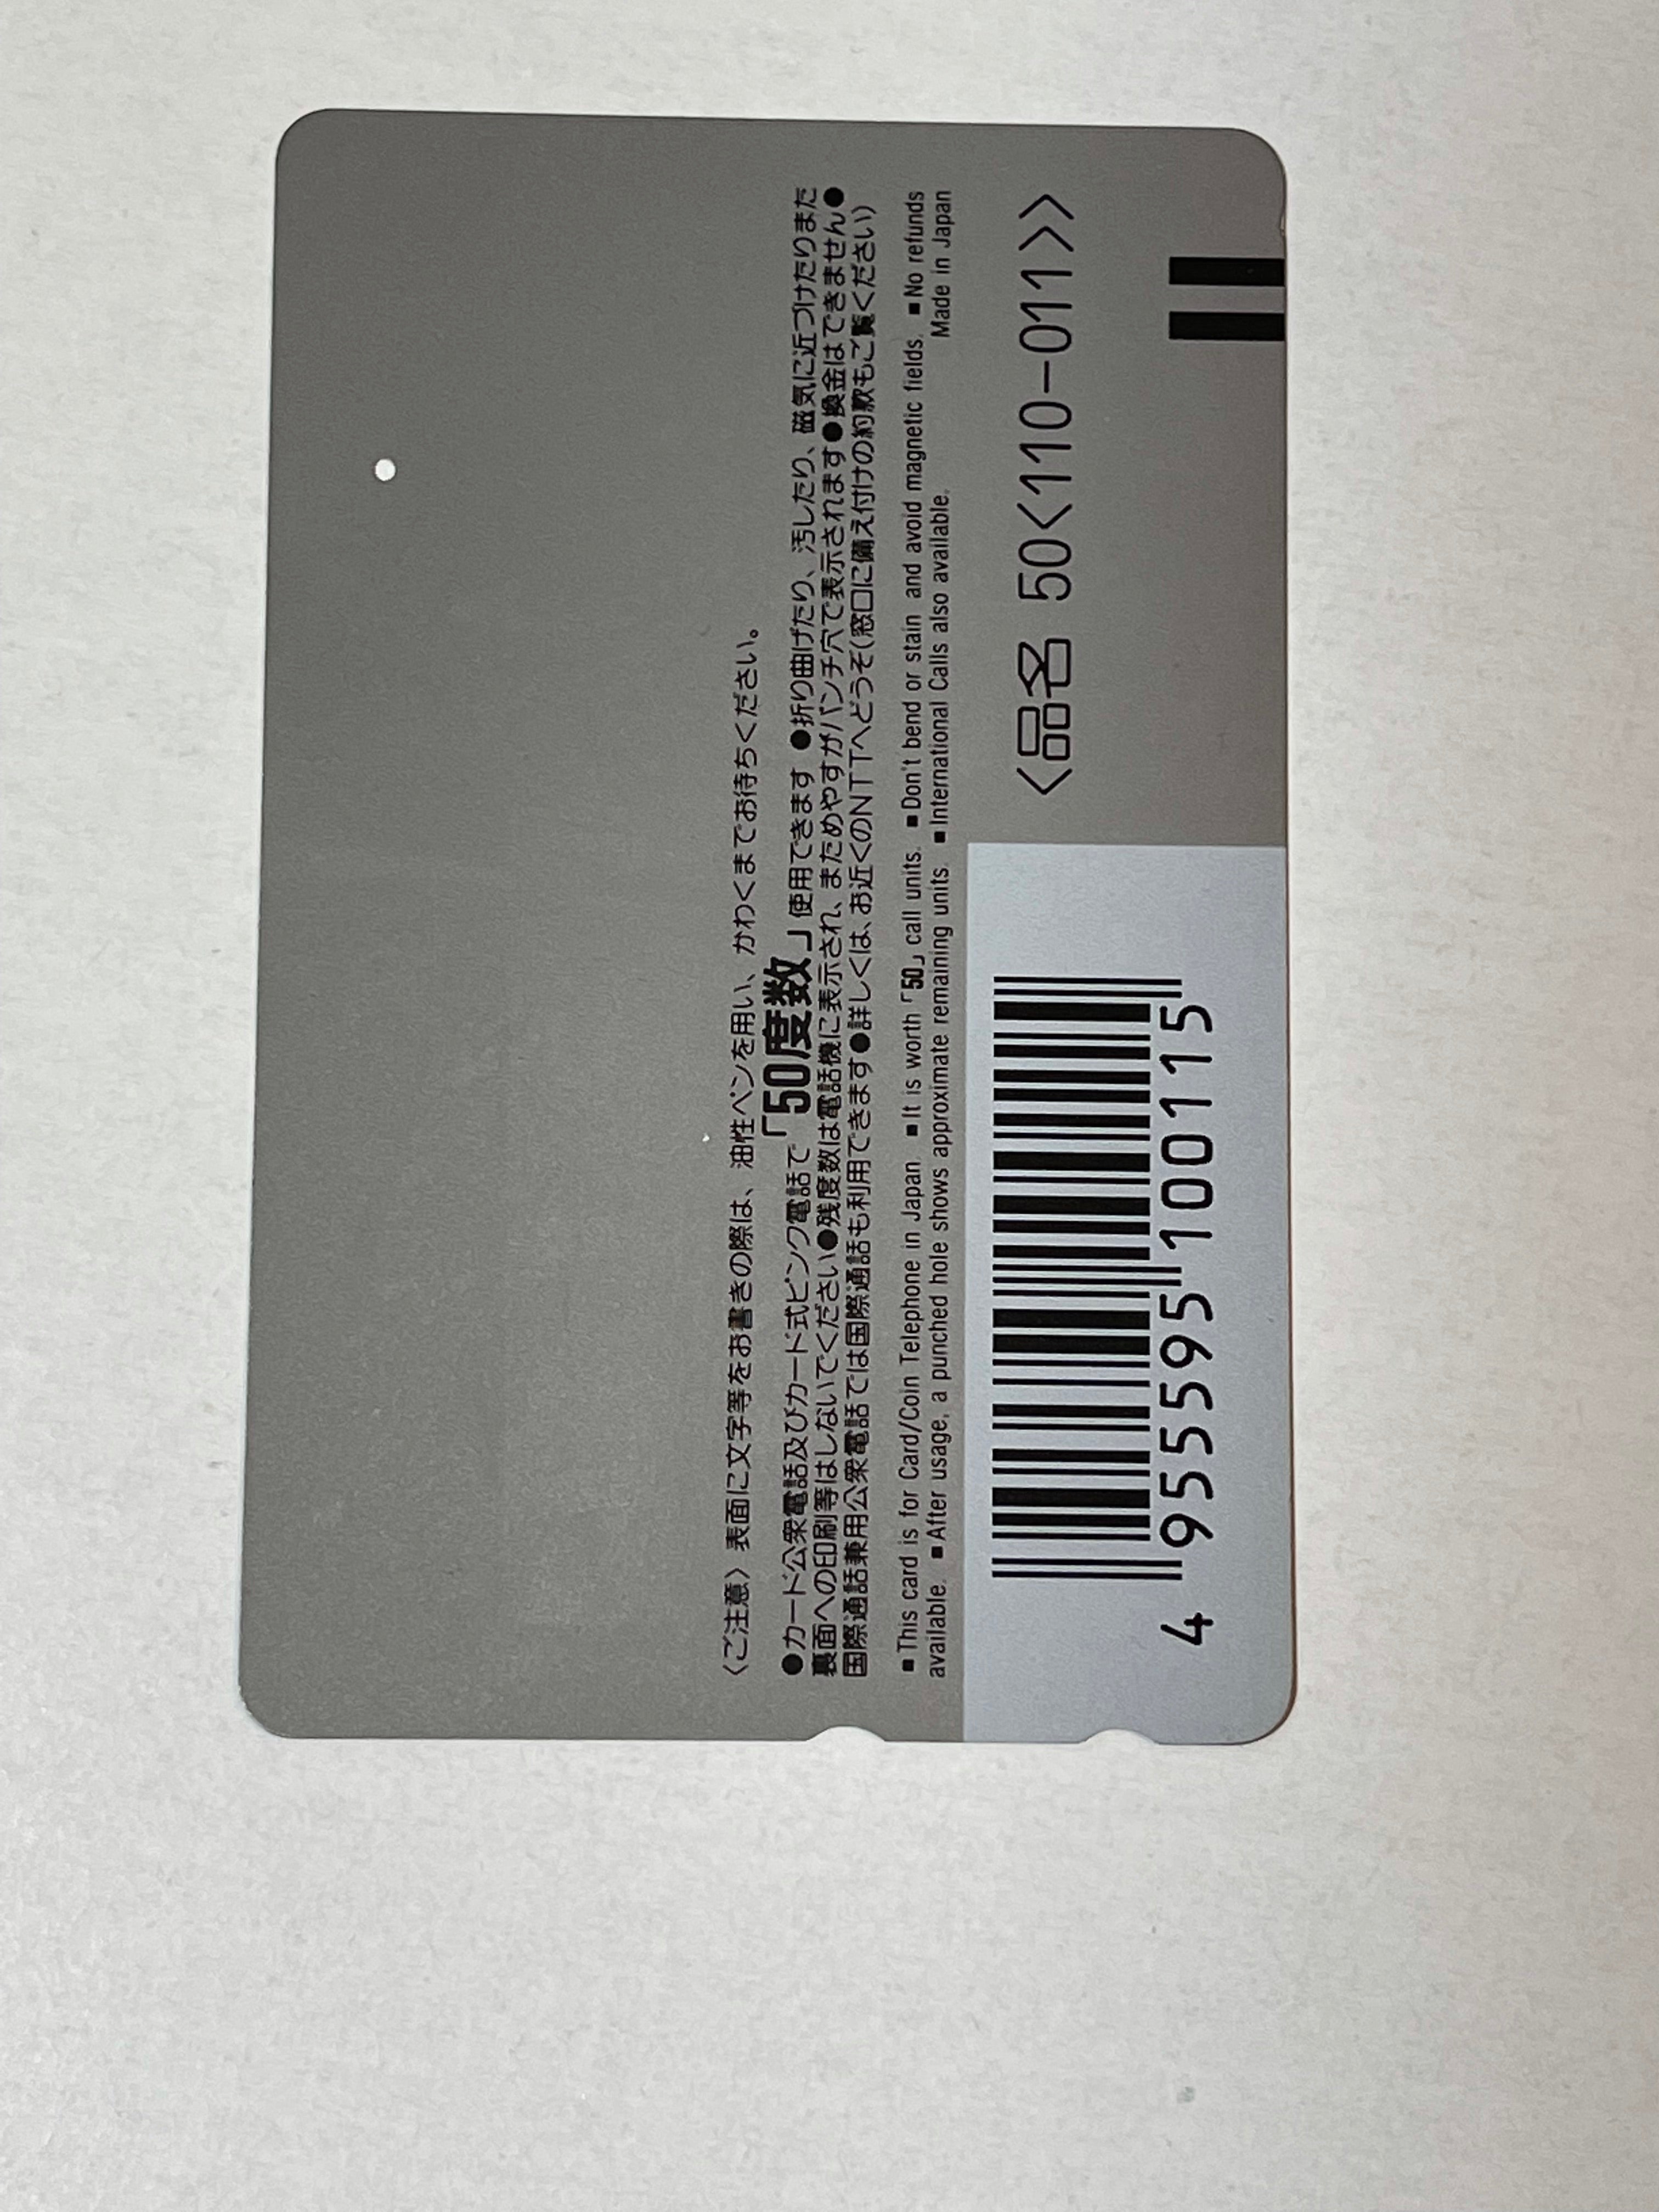 〈ご注意〉表面に文字等をお書きの際は、油性ペンを用い、かわくまでお待ちください。
●カード公衆電話及びカード式ピンク電話で「50度数」使用できます ●折り曲げたり、汚したり、磁気に近づけたりまた
裏面への印刷等はしないでください●残度数は電話機に表示され、まためやすがパンチ穴で表示されます●換金はできません●
国際通話兼用公衆電話では国際通話も利用できます●詳しくは、お近くのNTTへどうぞ(窓口に備え付けの約款もご覧ください)
■This card is for Card/Coin Telephone in Japan ■It is worth「50」call units. ■Don't bend or stain and avoid magnetic fields. ■No refunds
available. ■After usage, a punched hole shows approximate remaining units. ■International Calls also available. Made in Japan
〈品名 50〈110-011〉〉
4 955595 100115